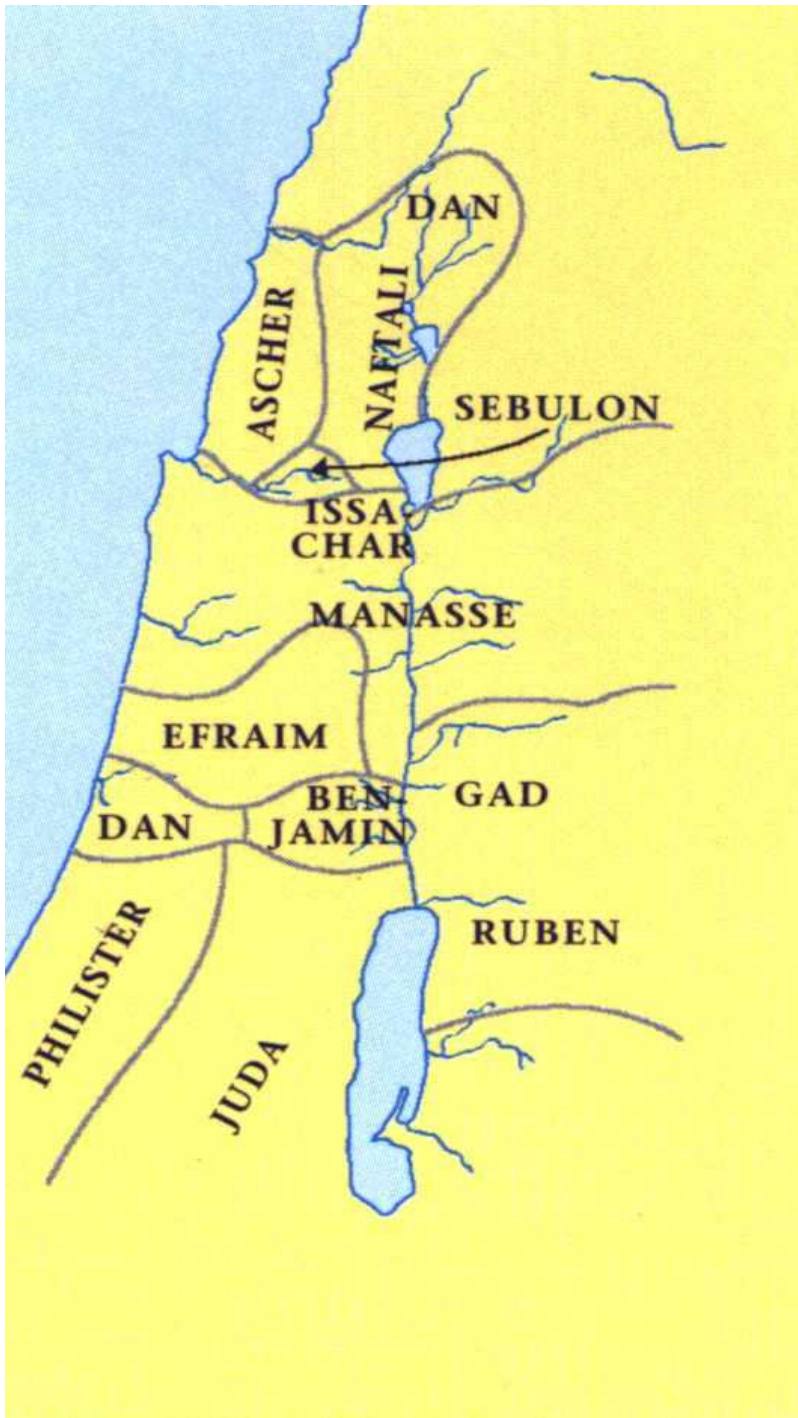 DAN
NAFTALI
ASCHER
SEBULON
ISSA-
CHAR
MANASSE
EFRAIM
BEN-
JAMIN
GAD
DAN
RUBEN
PHILISTER
JUDA